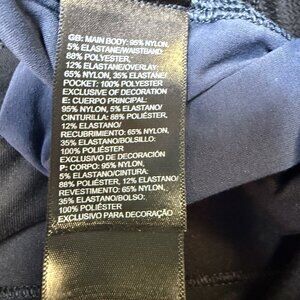 GB: MAIN BODY: 95% NYLON,
5% ELASTANE/WAISTBAND:
88% POLYESTER,
12% ELASTANE/OVERLAY:
65% NYLON, 35% ELASTANE/
POCKET: 100% POLYESTER
EXCLUSIVE OF DECORATION
E: CUERPO PRINCIPAL:
95% NYLON, 5% ELASTANO/
CINTURILLA: 88% POLIÉSTER,
12% ELASTANO/
RECUBRIMIENTO: 65% NYLON,
35% ELASTANO/BOLSILLO:
100% POLIÉSTER
EXCLUSIVO DE DECORACIÓN
P: CORPO: 95% NYLON,
5% ELASTANO/CINTURA:
88% POLIÉSTER, 12% ELASTANO/
REVESTIMENTO: 65% NYLON,
35% ELASTANO/BOLSO:
100% POLIÉSTER
EXCLUSIVO PARA DECORAÇÃO